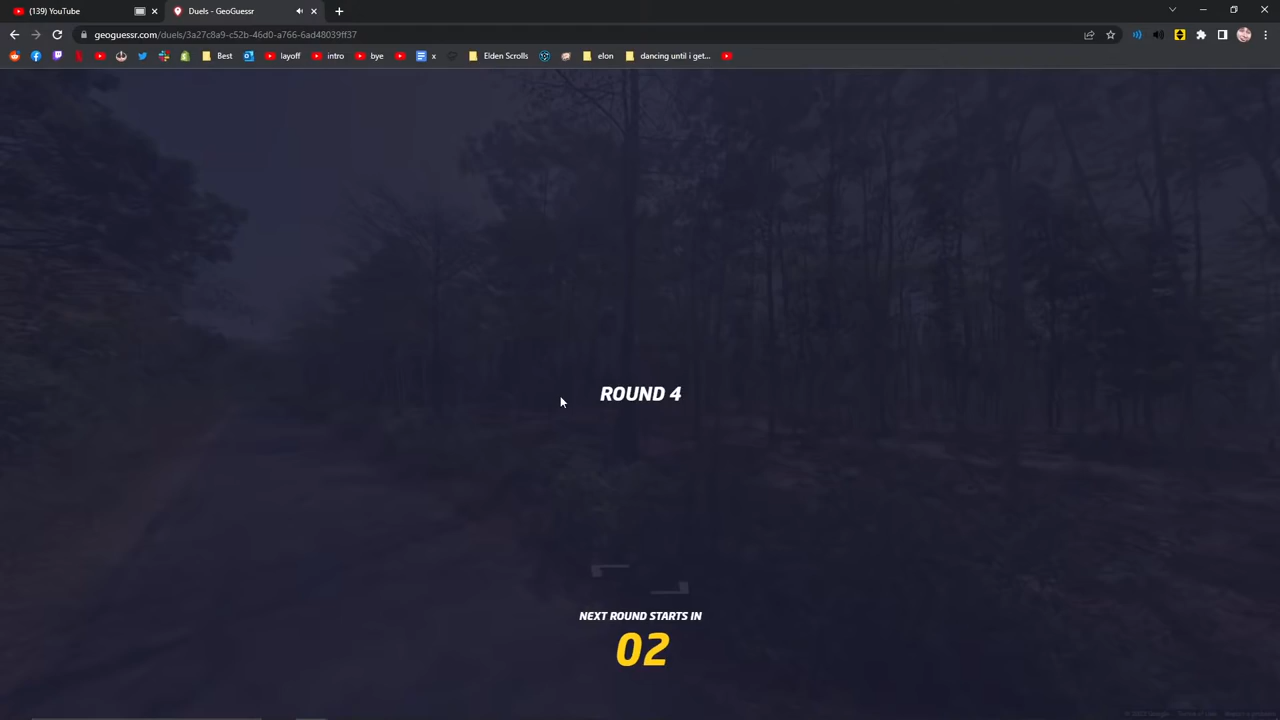 (139) YouTube
Duels - GeoGuessr
geoguessr.com/duels/3a27c8a9-c52b-46d0-a766-6ad48039ff37
Best
layoff
intro
bye
x
Elden Scrolls
elon
dancing until i get...
ROUND 4
NEXT ROUND STARTS IN
02